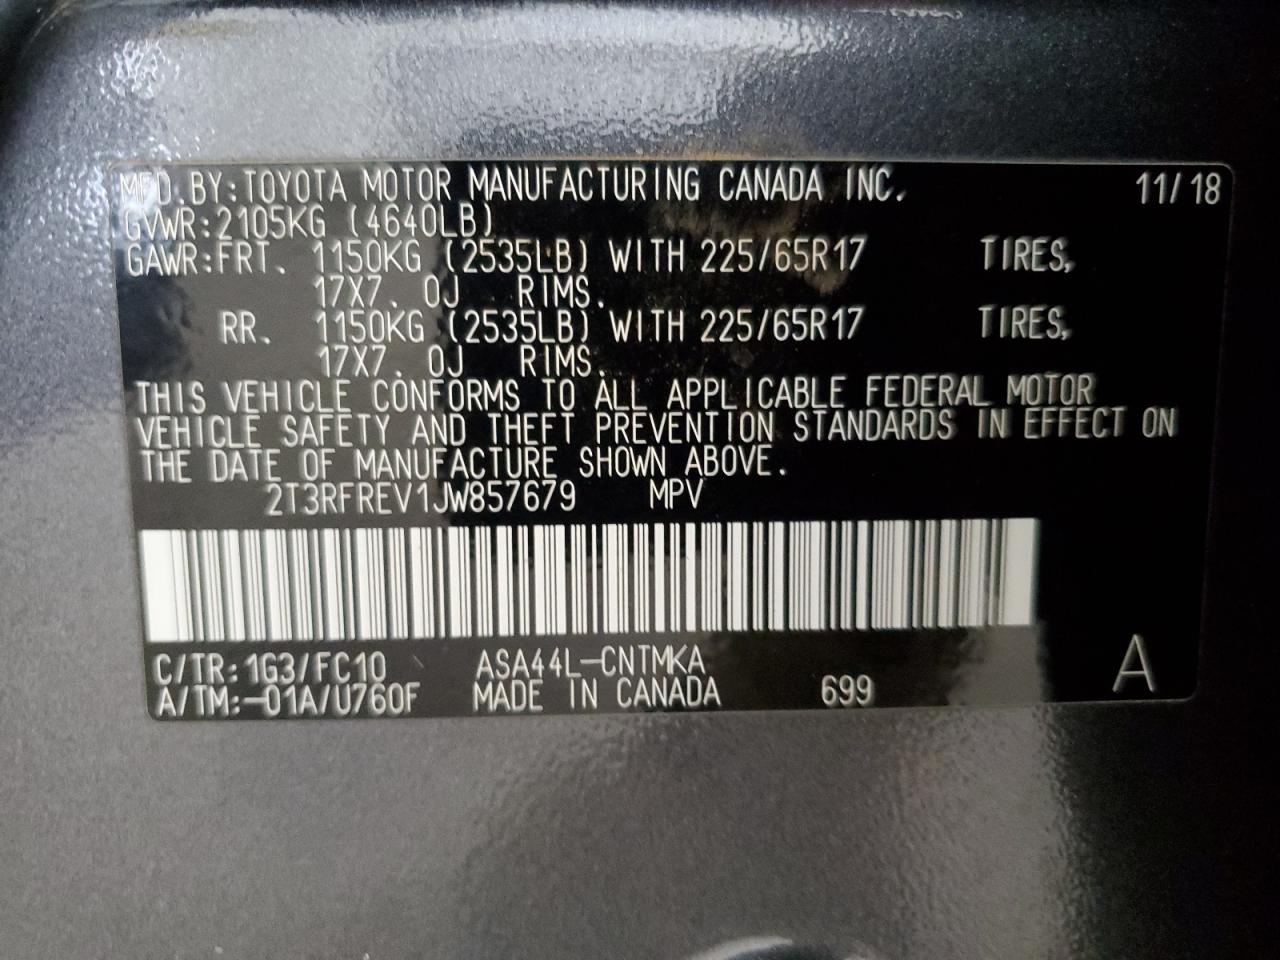 MFD.BY:TOYOTA MOTOR MANUFACTURING CANADA INC. 11/18
GVWR:2105KG (4640LB)
GAWR:FRT. 1150KG (2535LB) WITH 225/65R17 TIRES,
17X7. 0J RIMS.
RR. 1150KG (2535LB) WITH 225/65R17 TIRES,
17X7. 0J RIMS.
THIS VEHICLE CONFORMS TO ALL APPLICABLE FEDERAL MOTOR
VEHICLE SAFETY AND THEFT PREVENTION STANDARDS IN EFFECT ON
THE DATE OF MANUFACTURE SHOWN ABOVE.
2T3RFREV1JW857679 MPV
C/TR:1G3/FC10 ASA44L-CNTMKA
A/TM:-01A/U760F MADE IN CANADA 699 A